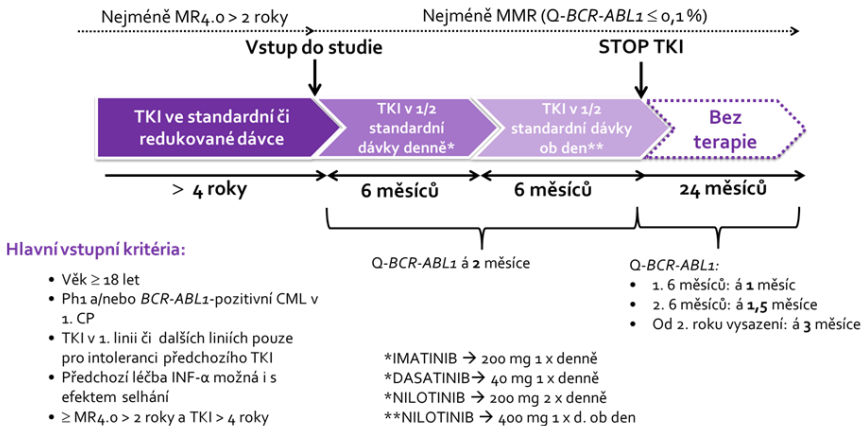 Nejméně MR4.0 > 2 roky
Nejméně MMR (Q-BCR-ABL1 ≤ 0,1 %)
Vstup do studie
STOP TKI
TKI ve standardní či
redukované dávce
TKI v 1/2
standardní
dávky denně*
TKI v 1/2
standardní dávky
ob den**
Bez
terapie
> 4 roky
6 měsíců
6 měsíců
24 měsíců
Hlavní vstupní kritéria:
• Věk ≥ 18 let
• Ph1 a/nebo BCR-ABL1-pozitivní CML v
1. CP
• TKI v 1. linii či dalších liniích pouze
pro intoleranci předchozího TKI
• Předchozí léčba INF-α možná i s
efektem selhání
• ≥ MR4.0 > 2 roky a TKI > 4 roky
Q-BCR-ABL1 á 2 měsíce
*IMATINIB → 200 mg 1 x denně
*DASATINIB → 40 mg 1 x denně
*NILOTINIB → 200 mg 2 x denně
**NILOTINIB → 400 mg 1 x d. ob den
Q-BCR-ABL1:
• 1. 6 měsíců: á 1 měsíc
• 2. 6 měsíců: á 1,5 měsíce
• Od 2. roku vysazení: á 3 měsíce